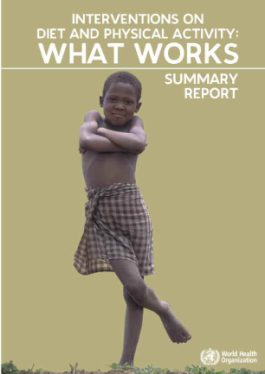 INTERVENTIONS ON
DIET AND PHYSICAL ACTIVITY:
WHAT WORKS
SUMMARY
REPORT
World Health
Organization